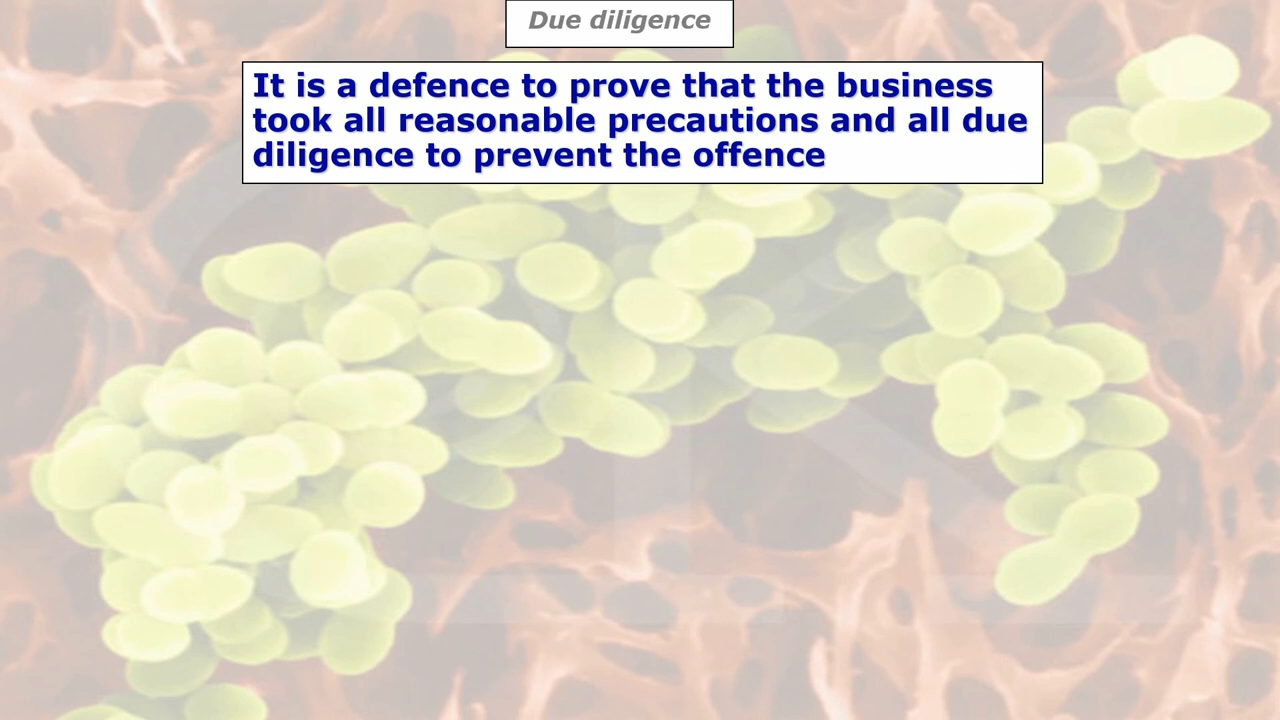 Due diligence
It is a defence to prove that the business
took all reasonable precautions and all due
diligence to prevent the offence